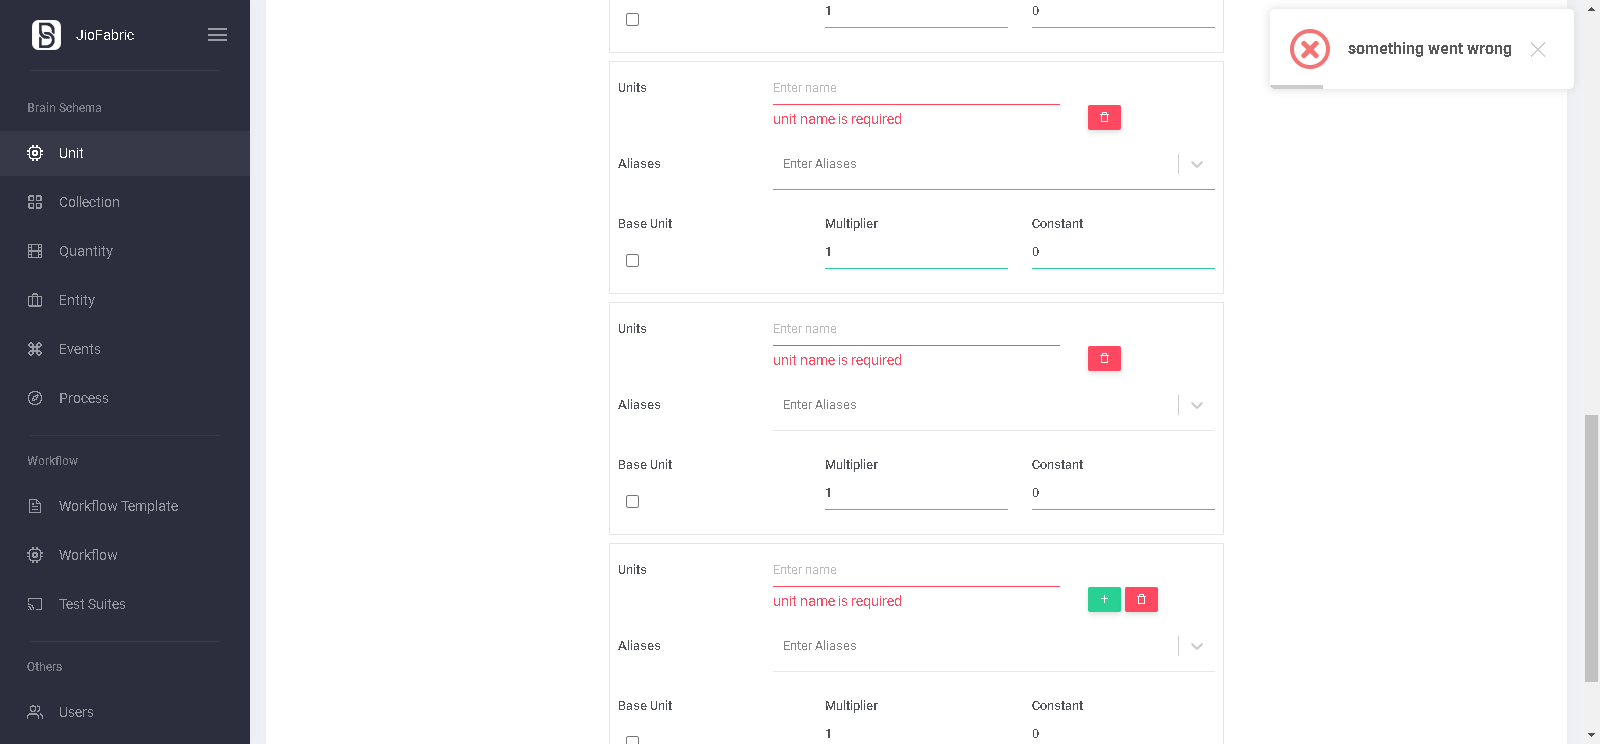 JioFabric
Brain Schema
Unit
Collection
Quantity
Entity
Events
Process
Workflow
Workflow Template
Workflow
Test Suites
Others
Users
1 0
Units Enter name
unit name is required
Aliases Enter Aliases
Base Unit Multiplier Constant
1 0
Units Enter name
unit name is required
Aliases Enter Aliases
Base Unit Multiplier Constant
1 0
Units Enter name
unit name is required
Aliases Enter Aliases
Base Unit Multiplier Constant
1 0
something went wrong